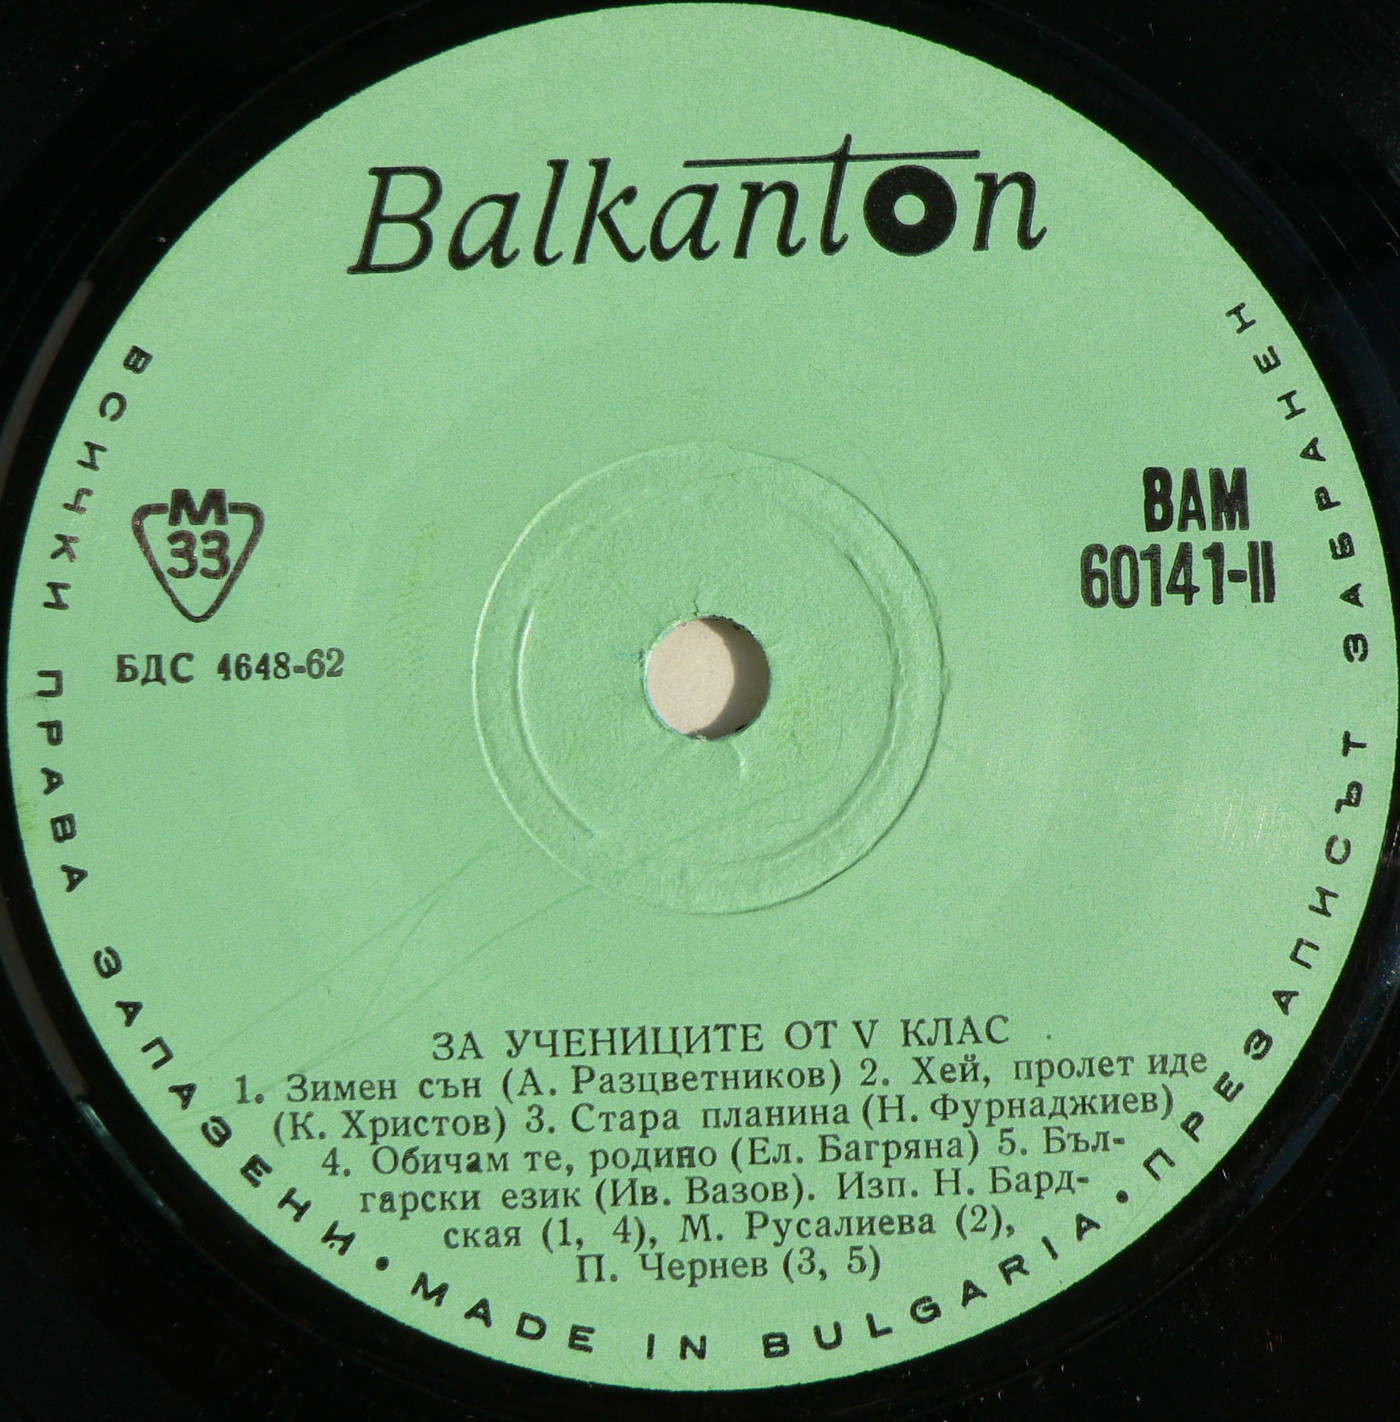 Balkanton
M
33
БДС 4648-62
ВАМ
60141-II
ЗА УЧЕНИЦИТЕ ОТ V КЛАС
1. Зимен сън (А. Разцветников) 2. Хей, пролет иде
(К. Христов) 3. Стара планина (Н. Фурнаджиев)
4. Обичам те, родино (Ел. Багряна) 5. Бъл-
гарски език (Ив. Вазов). Изп. Н. Бард-
ская (1, 4), М. Русалиева (2),
П. Чернев (3, 5)
ВСИЧКИ ПРАВА ЗАПАЗЕНИ • MADE IN BULGARIA • ПРЕЗАПИСЪТ ЗАБРАНЕН